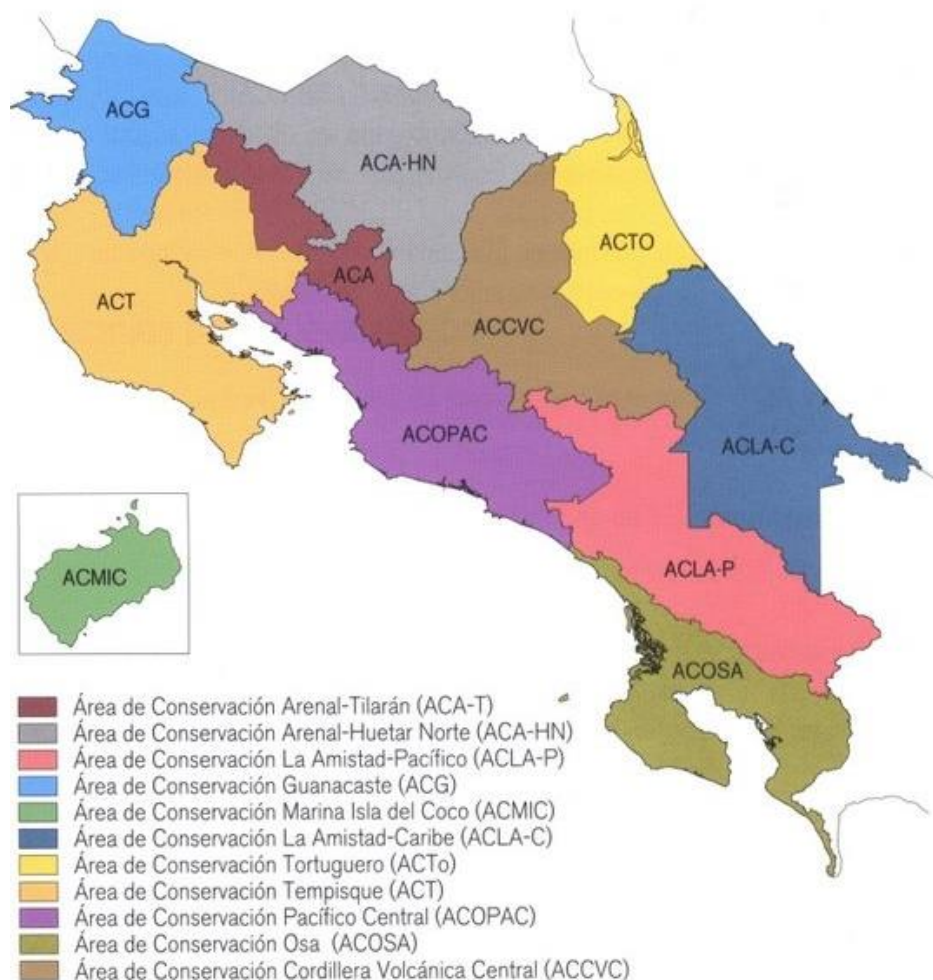 ACG
ACA-HN
ACTO
ACA
ACT
ACCVC
ACOPAC
ACLA-C
ACLA-P
ACMIC
ACOSA
Área de Conservación Arenal-Tilarán (ACA-T)
Área de Conservación Arenal-Huetar Norte (ACA-HN)
Área de Conservación La Amistad-Pacífico (ACLA-P)
Área de Conservación Guanacaste (ACG)
Área de Conservación Marina Isla del Coco (ACMIC)
Área de Conservación La Amistad-Caribe (ACLA-C)
Área de Conservación Tortuguero (ACTo)
Área de Conservación Tempisque (ACT)
Área de Conservación Pacífico Central (ACOPAC)
Área de Conservación Osa (ACOSA)
Área de Conservación Cordillera Volcánica Central (ACCVC)